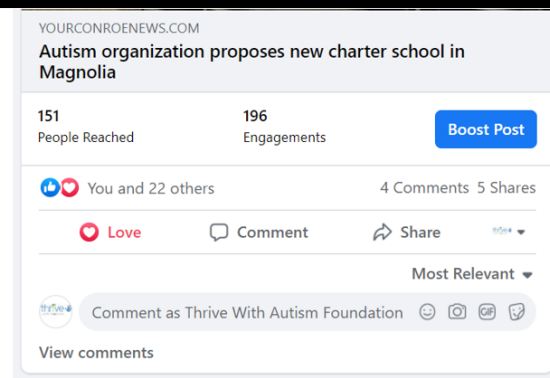 YOURCONROENEWS.COM
Autism organization proposes new charter school in
Magnolia
151
People Reached
196
Engagements
Boost Post
You and 22 others
4 Comments 5 Shares
Love
Comment
Share
Most Relevant
thrive
Comment as Thrive With Autism Foundation
GIF
View comments